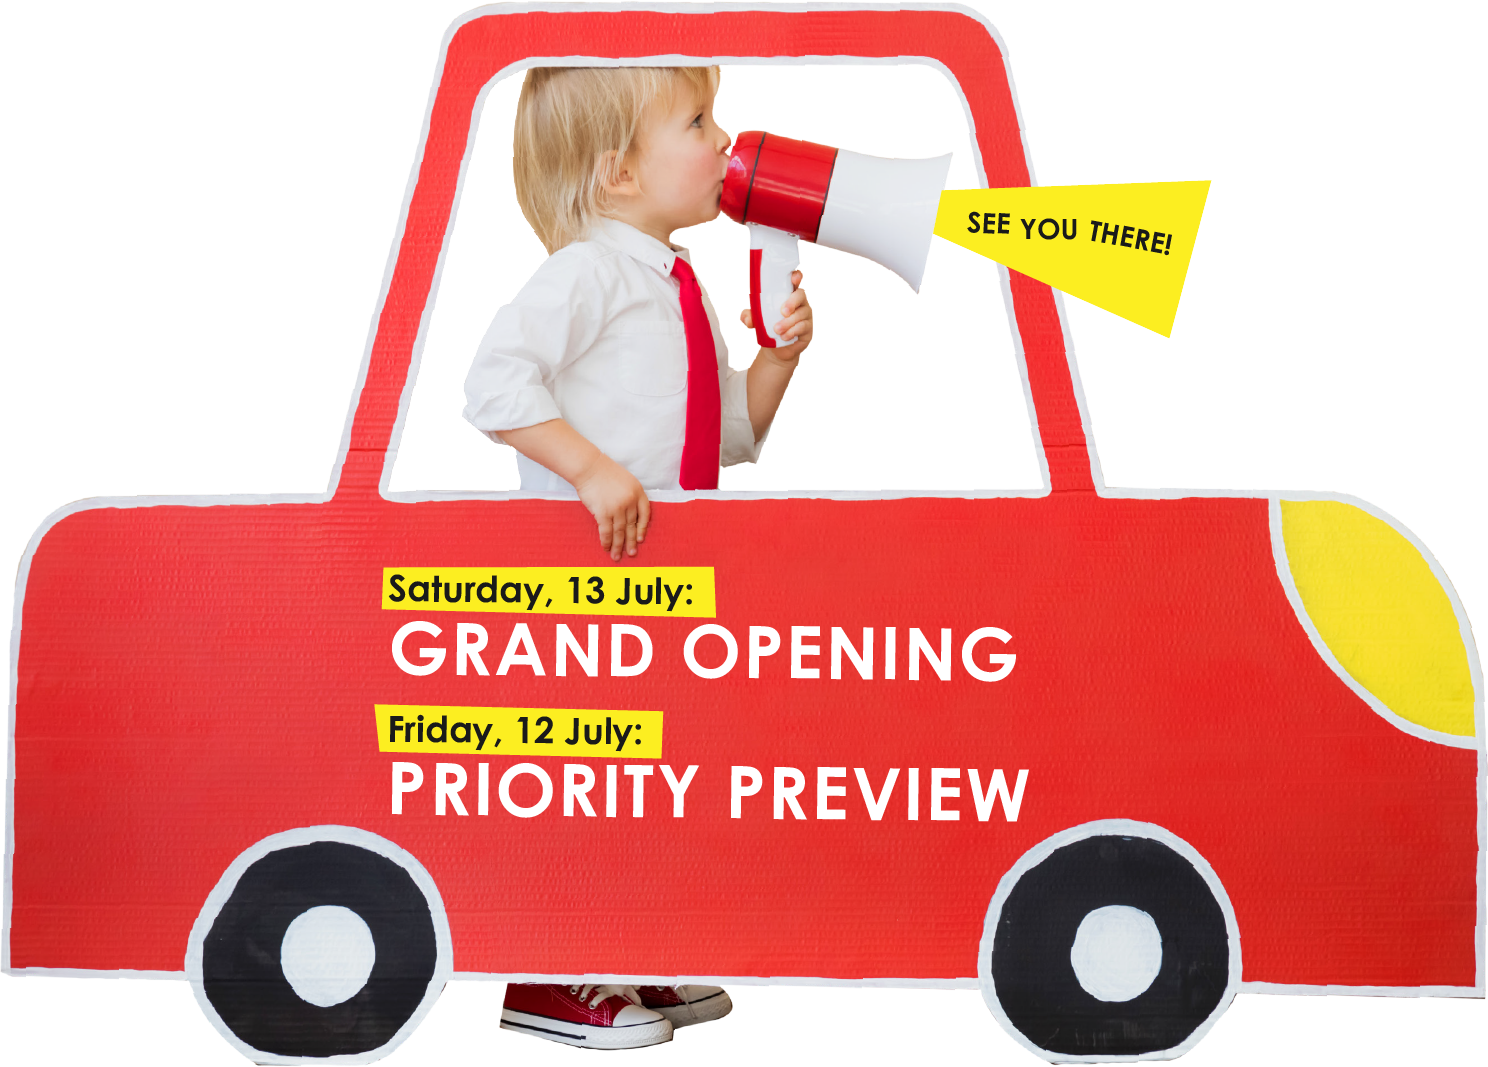 SEE YOU THERE!
Saturday, 13 July:
GRAND OPENING
Friday, 12 July:
PRIORITY PREVIEW